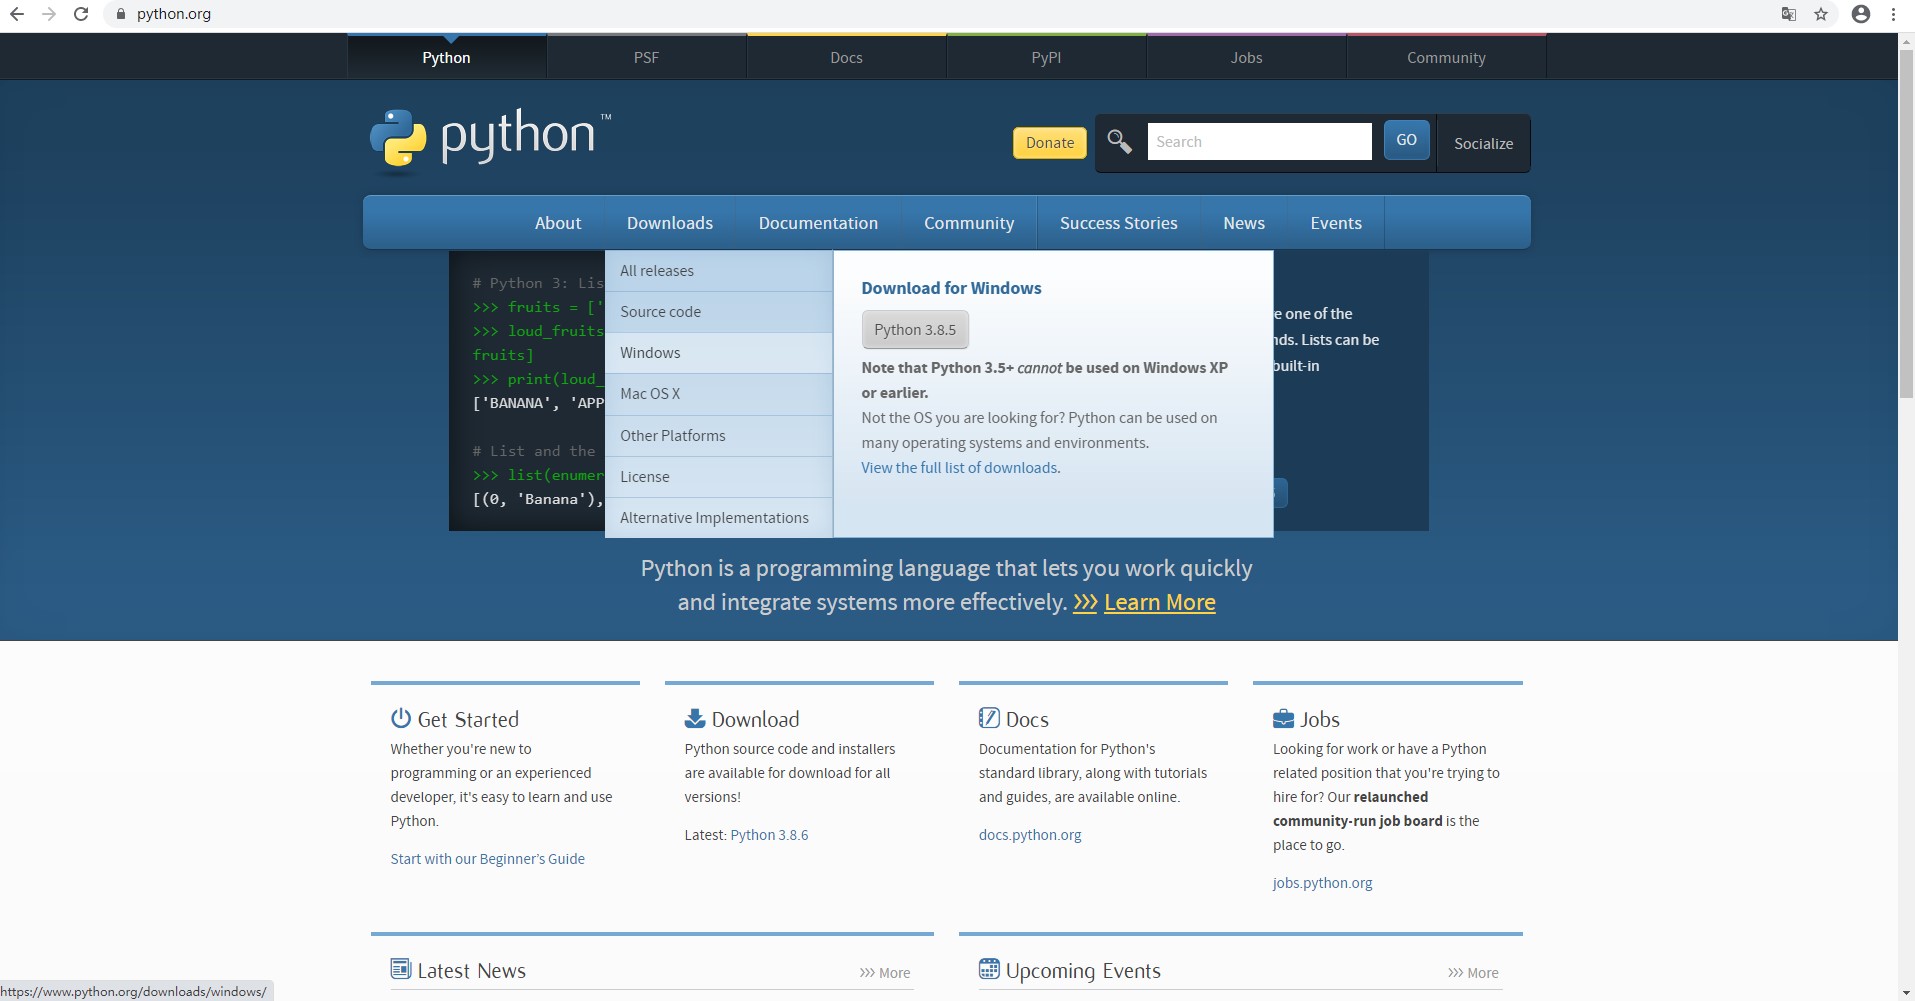 python.org
Python
PSF
Docs
PyPI
Jobs
Community
python™
Donate
Search
GO
Socialize
About
Downloads
Documentation
Community
Success Stories
News
Events
# Python 3: Lis
>>> fruits = ['
>>> loud_fruits
fruits]
>>> print(loud_
['BANANA', 'APP
# List and the
>>> list(enumer
[(0, 'Banana'),
All releases
Source code
Windows
Mac OS X
Other Platforms
License
Alternative Implementations
Download for Windows
Python 3.8.5
Note that Python 3.5+ cannot be used on Windows XP
or earlier.
Not the OS you are looking for? Python can be used on
many operating systems and environments.
View the full list of downloads.
e one of the
nds. Lists can be
built-in
Python is a programming language that lets you work quickly
and integrate systems more effectively. >>> Learn More
Get Started
Whether you're new to
programming or an experienced
developer, it's easy to learn and use
Python.
Start with our Beginner’s Guide
Download
Python source code and installers
are available for download for all
versions!
Latest: Python 3.8.6
Docs
Documentation for Python's
standard library, along with tutorials
and guides, are available online.
docs.python.org
Jobs
Looking for work or have a Python
related position that you're trying to
hire for? Our relaunched
community-run job board is the
place to go.
jobs.python.org
Latest News
>>> More
Upcoming Events
>>> More
https://www.python.org/downloads/windows/